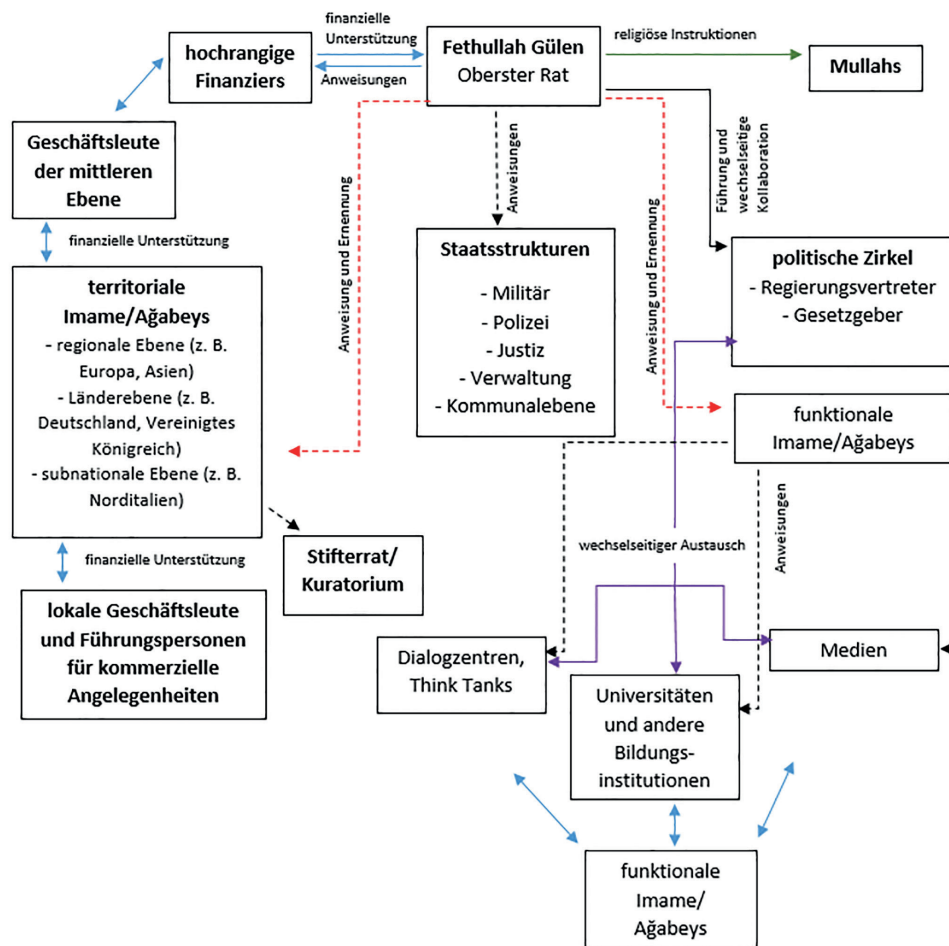 hochrangige
Finanziers
finanzielle
Unterstützung
Anweisungen
Fethullah Gülen
Oberster Rat
religiöse Instruktionen
Mullahs
Geschäftsleute
der mittleren
Ebene
finanzielle Unterstützung
Anweisung und Ernennung
Anweisungen
Führung und
wechselseitige
Kollaboration
Anweisung und Ernennung
Staatsstrukturen
- Militär
- Polizei
- Justiz
- Verwaltung
- Kommunalebene
politische Zirkel
- Regierungsvertreter
- Gesetzgeber
territoriale
Imame/Ağabeys
- regionale Ebene (z. B.
Europa, Asien)
- Länderebene (z. B.
Deutschland, Vereinigtes
Königreich)
- subnationale Ebene (z. B.
Norditalien)
funktionale
Imame/Ağabeys
Anweisungen
finanzielle Unterstützung
Stifterrat/
Kuratorium
wechselseitiger Austausch
lokale Geschäftsleute
und Führungspersonen
für kommerzielle
Angelegenheiten
Dialogzentren,
Think Tanks
Medien
Universitäten
und andere
Bildungs-
institutionen
funktionale
Imame/
Ağabeys